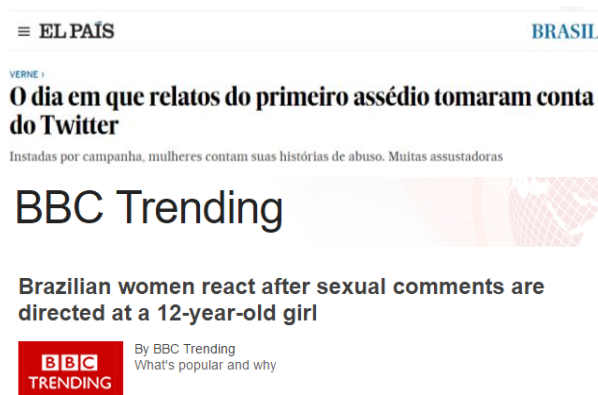 ≡ EL PAÍS
BRASIL
VERNE ›
O dia em que relatos do primeiro assédio tomaram conta
do Twitter
Instadas por campanha, mulheres contam suas histórias de abuso. Muitas assustadoras
BBC Trending
Brazilian women react after sexual comments are
directed at a 12-year-old girl
BBC
TRENDING
By BBC Trending
What's popular and why